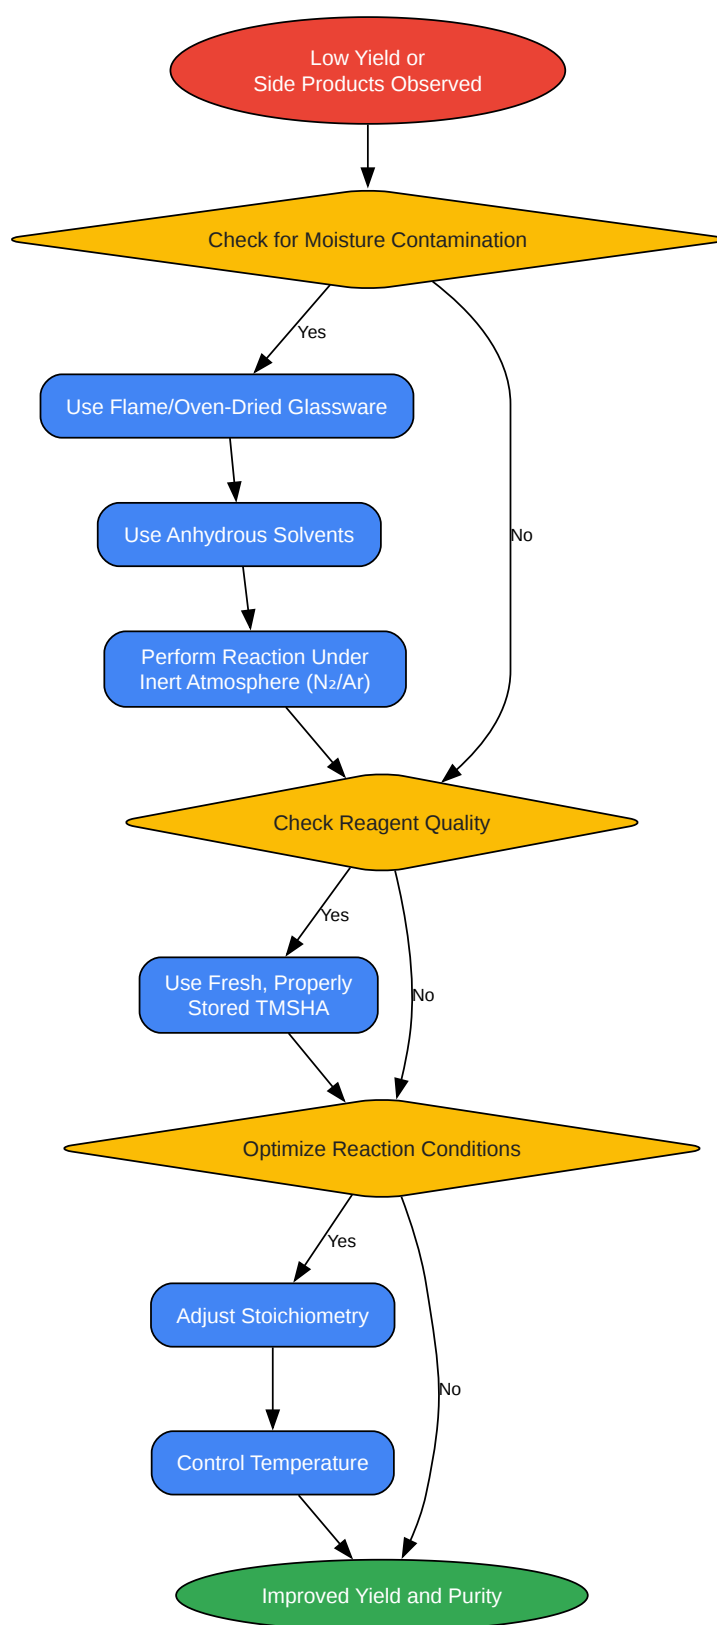 Low Yield or
Side Products Observed
Check for Moisture Contamination
Yes
Use Flame/Oven-Dried Glassware
Use Anhydrous Solvents
No
Perform Reaction Under
Inert Atmosphere (N₂/Ar)
Check Reagent Quality
Yes
Use Fresh, Properly
Stored TMSHA
No
Optimize Reaction Conditions
Yes
Adjust Stoichiometry
No
Control Temperature
Improved Yield and Purity